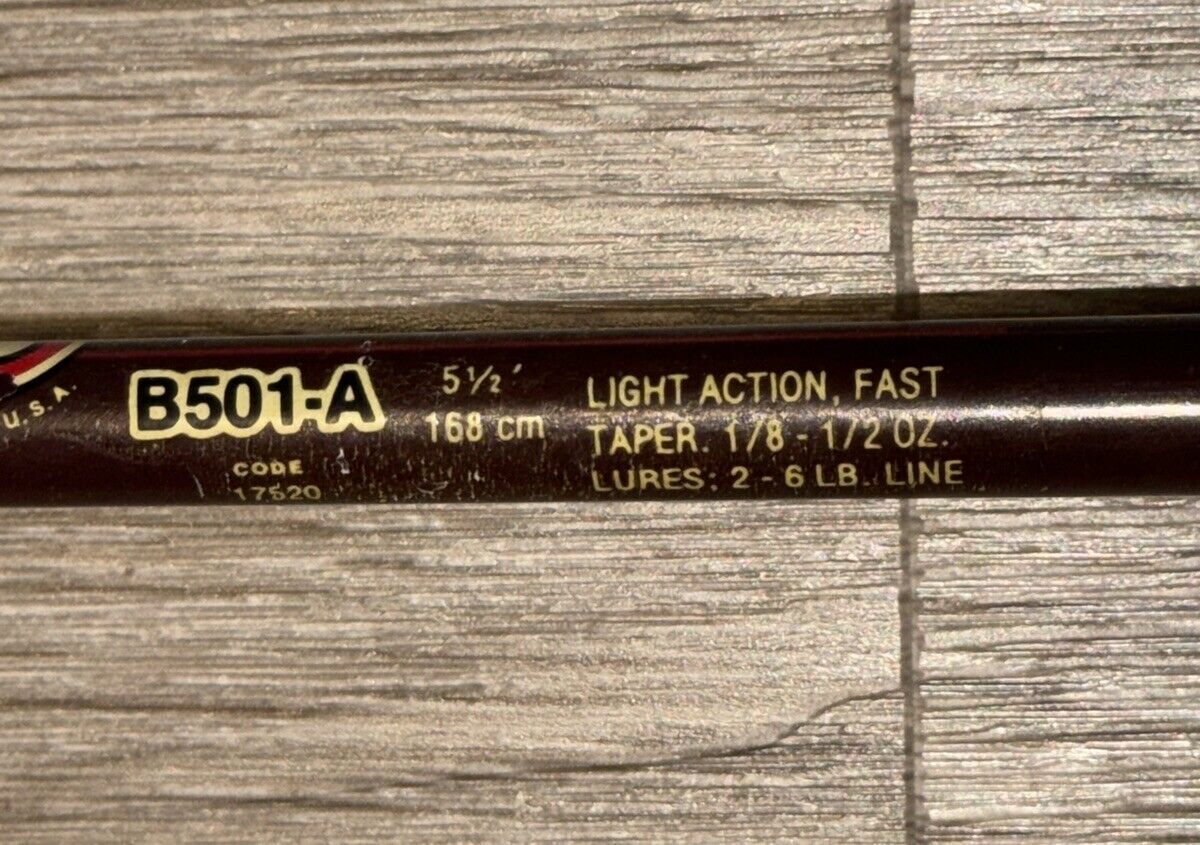 U.S.A.
B501-A
CODE
17520
5½'
168 cm
LIGHT ACTION, FAST
TAPER. 1/8 - 1/2 OZ.
LURES: 2 - 6 LB. LINE